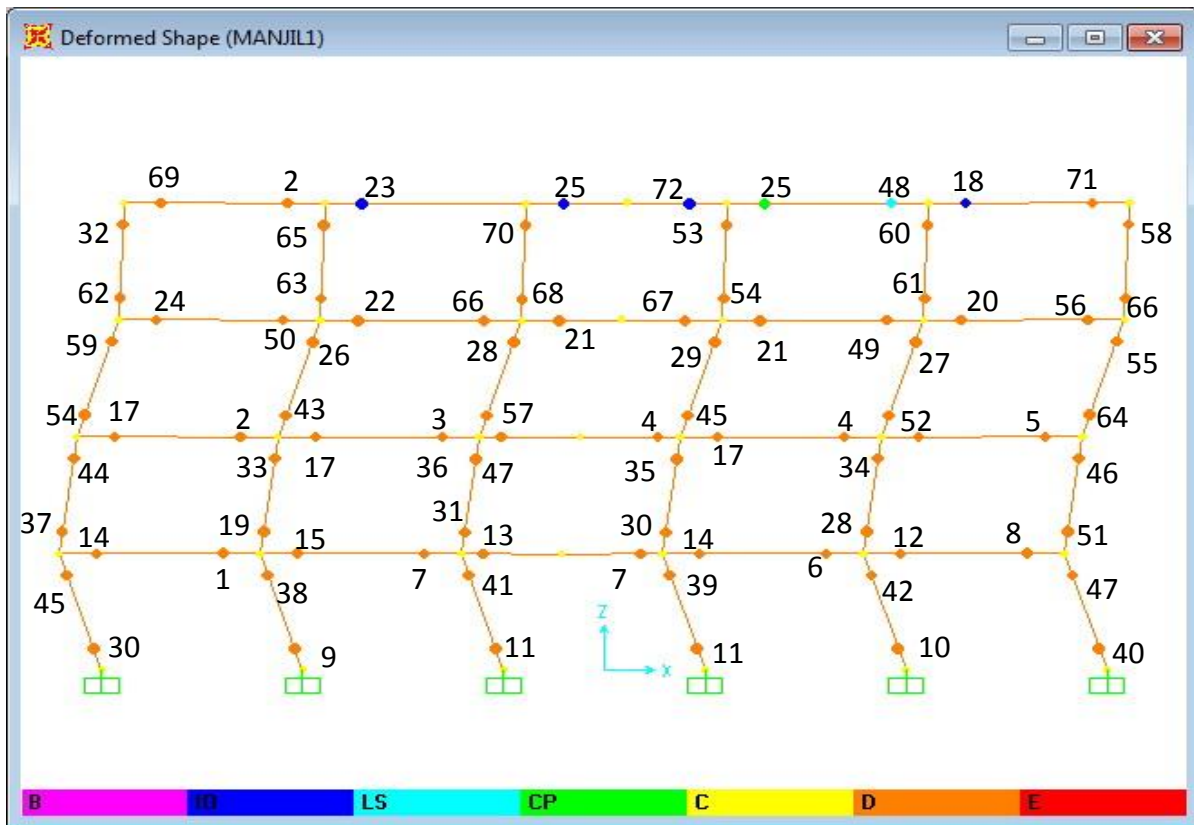 Deformed Shape (MANJIL1)
69 2 23 25 72 25 48 18 71
32 65 70 53 60 58
62 24 63 22 66 68 67 54 61 20 56 66
59 50 26 28 21 29 21 49 27 55
54 17 2 43 3 57 4 45 4 52 5 64
44 33 17 36 47 35 17 34 46
37 14 19 15 31 13 30 14 28 12 8 51
45 1 38 7 41 7 39 6 42 47
Z
30 9 11 X 11 10 40
B IO LS CP C D E